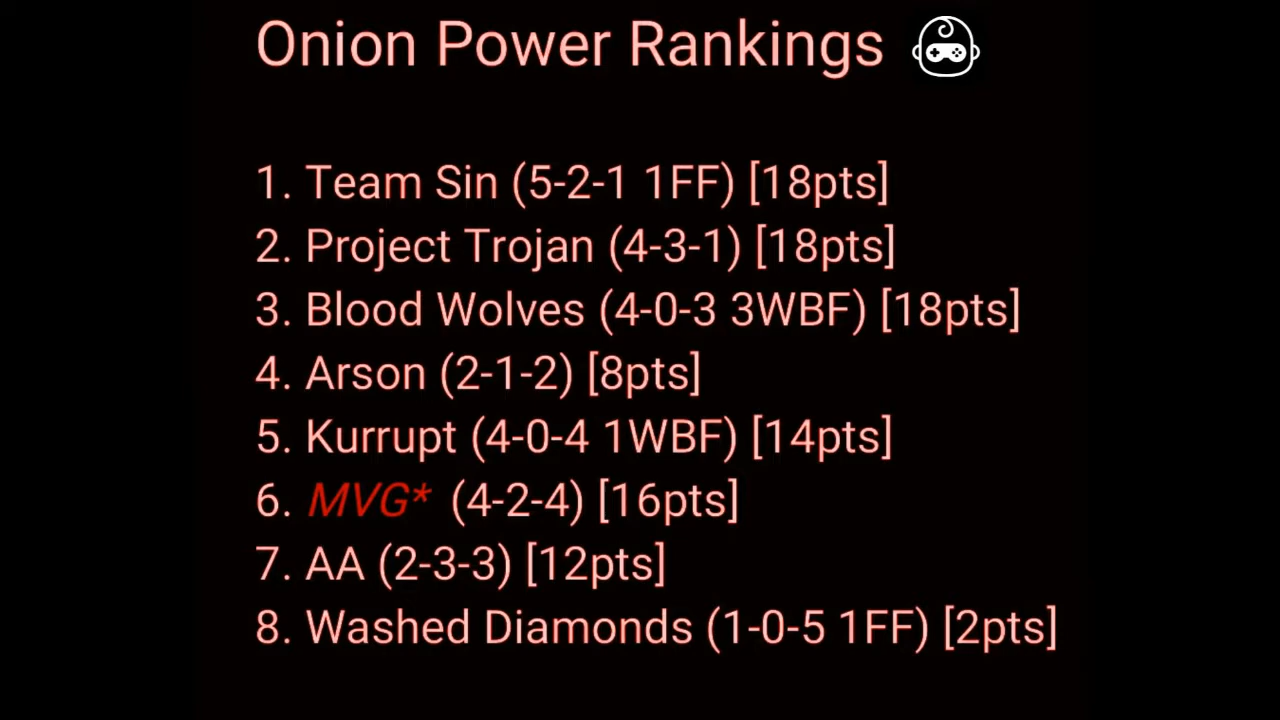 Onion Power Rankings
1. Team Sin (5-2-1 1FF) [18pts]
2. Project Trojan (4-3-1) [18pts]
3. Blood Wolves (4-0-3 3WBF) [18pts]
4. Arson (2-1-2) [8pts]
5. Kurrupt (4-0-4 1WBF) [14pts]
6. MVG* (4-2-4) [16pts]
7. AA (2-3-3) [12pts]
8. Washed Diamonds (1-0-5 1FF) [2pts]